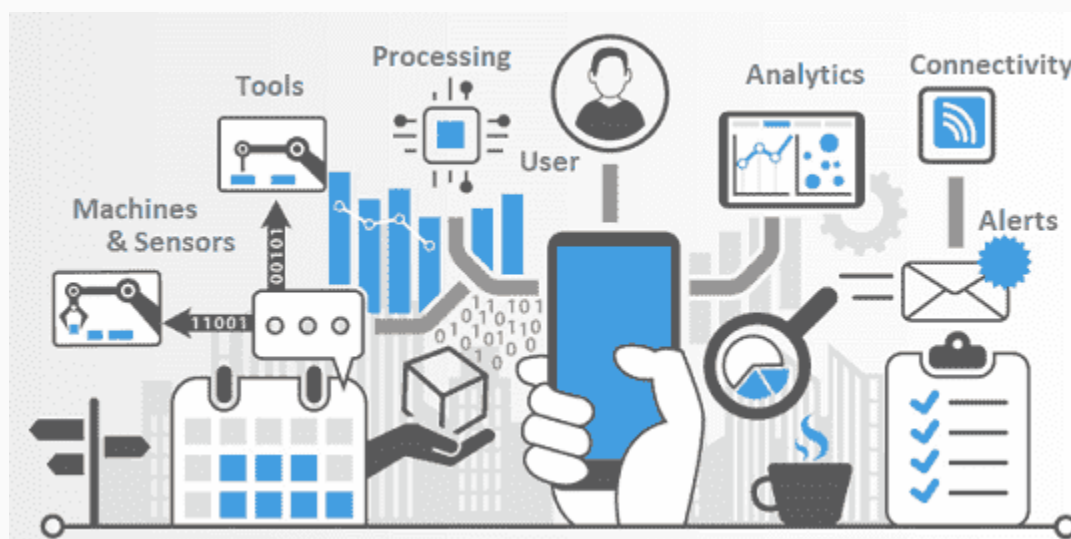 Processing
Tools
User
Analytics
Connectivity
Machines
& Sensors
Alerts
00101
11001